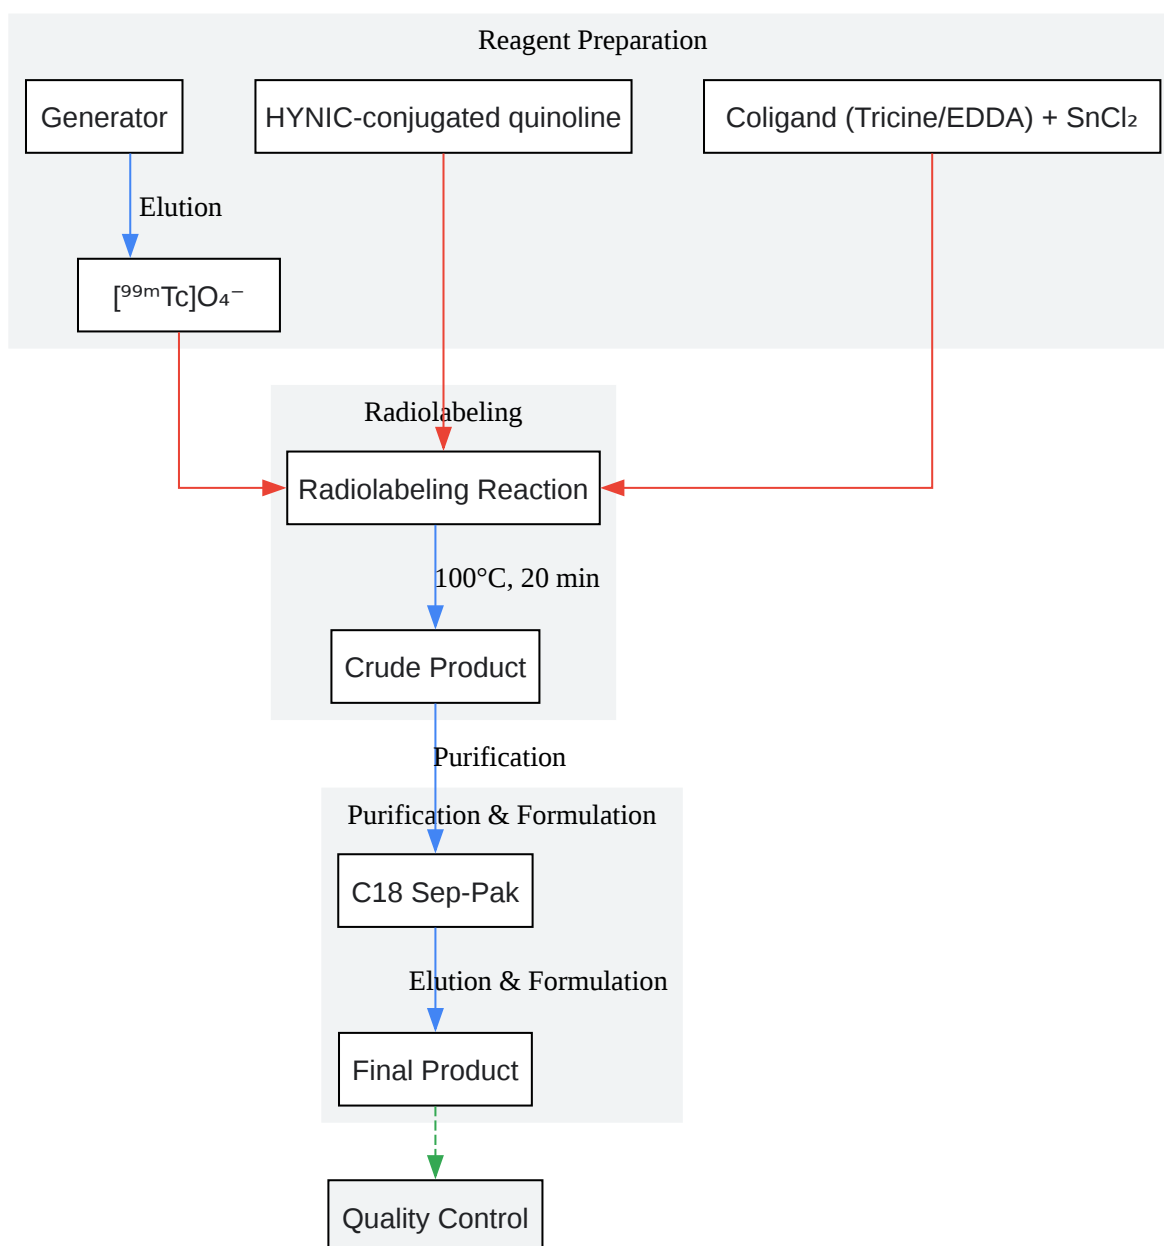 Reagent Preparation
Generator
HYNIC-conjugated quinoline
Coligand (Tricine/EDDA) + SnCl₂
Elution
[⁹⁹ᵐTc]O₄⁻
Radiolabeling
Radiolabeling Reaction
100°C, 20 min
Crude Product
Purification
Purification & Formulation
C18 Sep-Pak
Elution & Formulation
Final Product
Quality Control